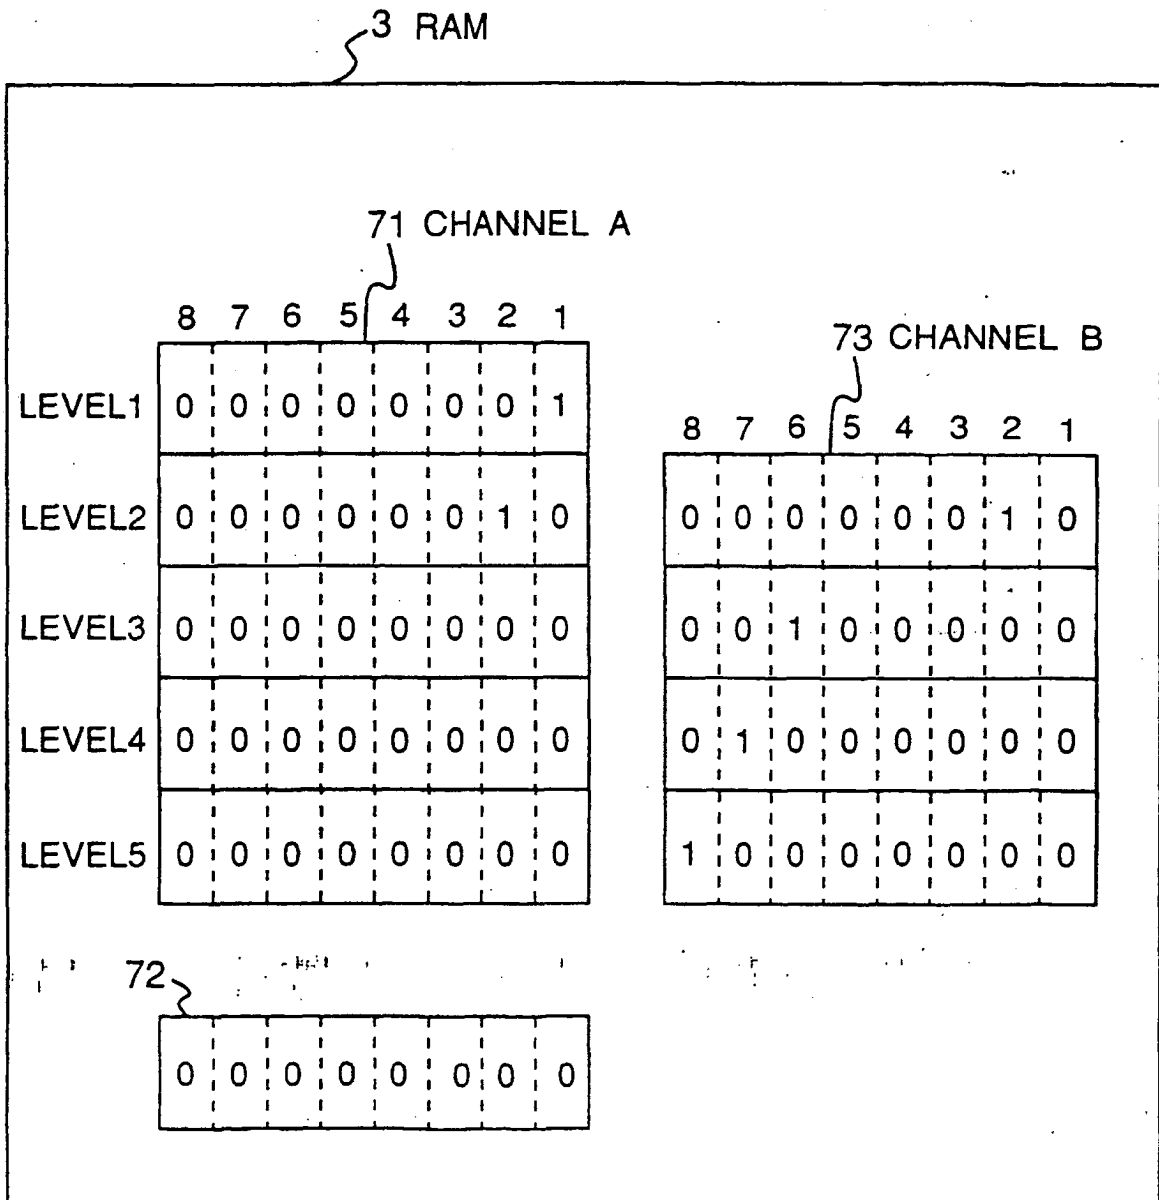 3 RAM
71 CHANNEL A
8 7 6 5 4 3 2 1
73 CHANNEL B
LEVEL1 0 0 0 0 0 0 0 1
8 7 6 5 4 3 2 1
LEVEL2 0 0 0 0 0 0 1 0 0 0 0 0 0 0 1 0
LEVEL3 0 0 0 0 0 0 0 0 0 0 1 0 0 0 0 0
LEVEL4 0 0 0 0 0 0 0 0 0 1 0 0 0 0 0 0
LEVEL5 0 0 0 0 0 0 0 0 1 0 0 0 0 0 0 0
72
0 0 0 0 0 0 0 0